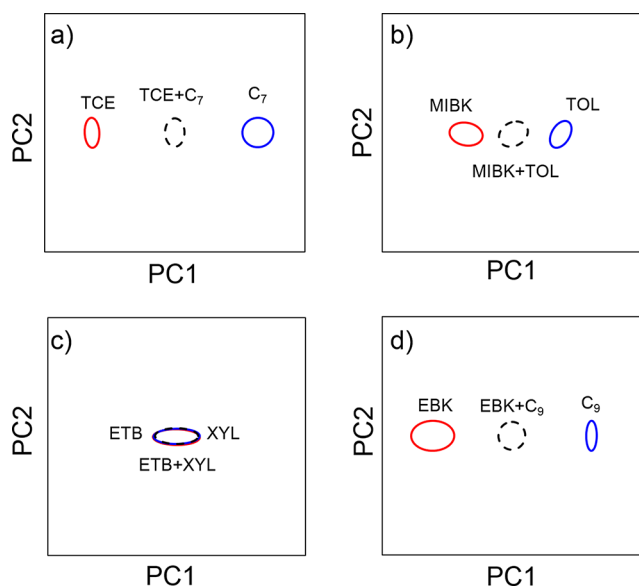 a)
TCE TCE+C₇ C₇
PC2
PC1
b)
MIBK TOL
MIBK+TOL
PC2
PC1
c)
ETB XYL
ETB+XYL
PC2
PC1
d)
EBK EBK+C₉ C₉
PC2
PC1